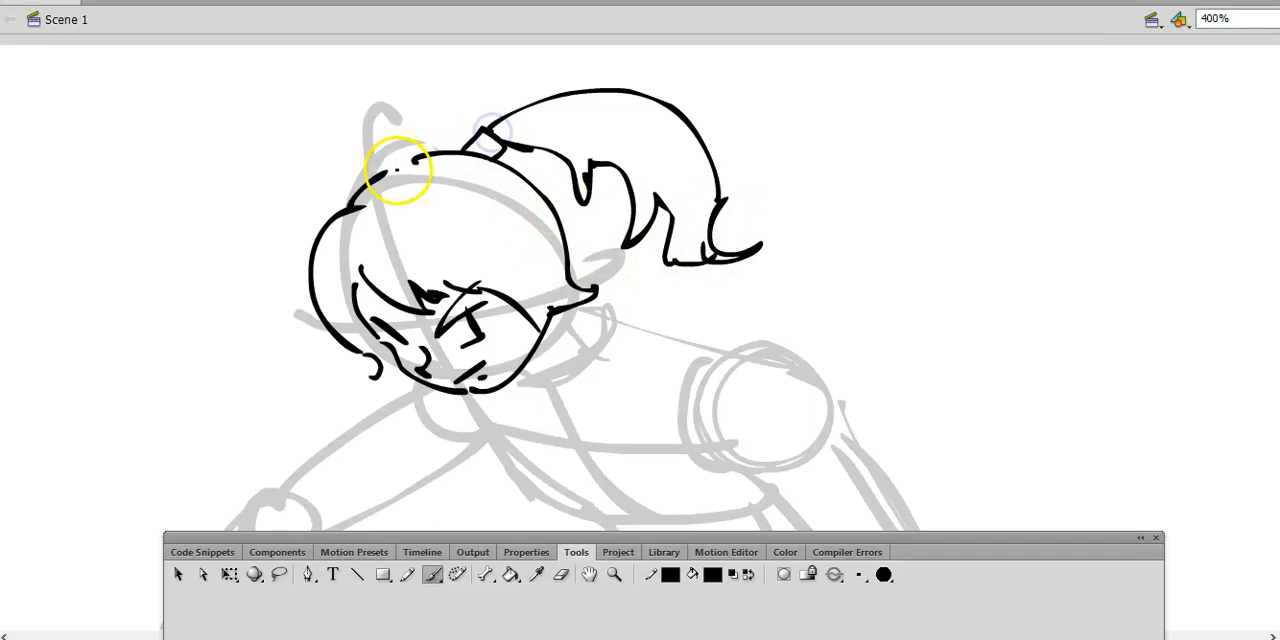 Scene 1
400%
Code Snippets Components Motion Presets Timeline Output Properties Tools Project Library Motion Editor Color Compiler Errors
T